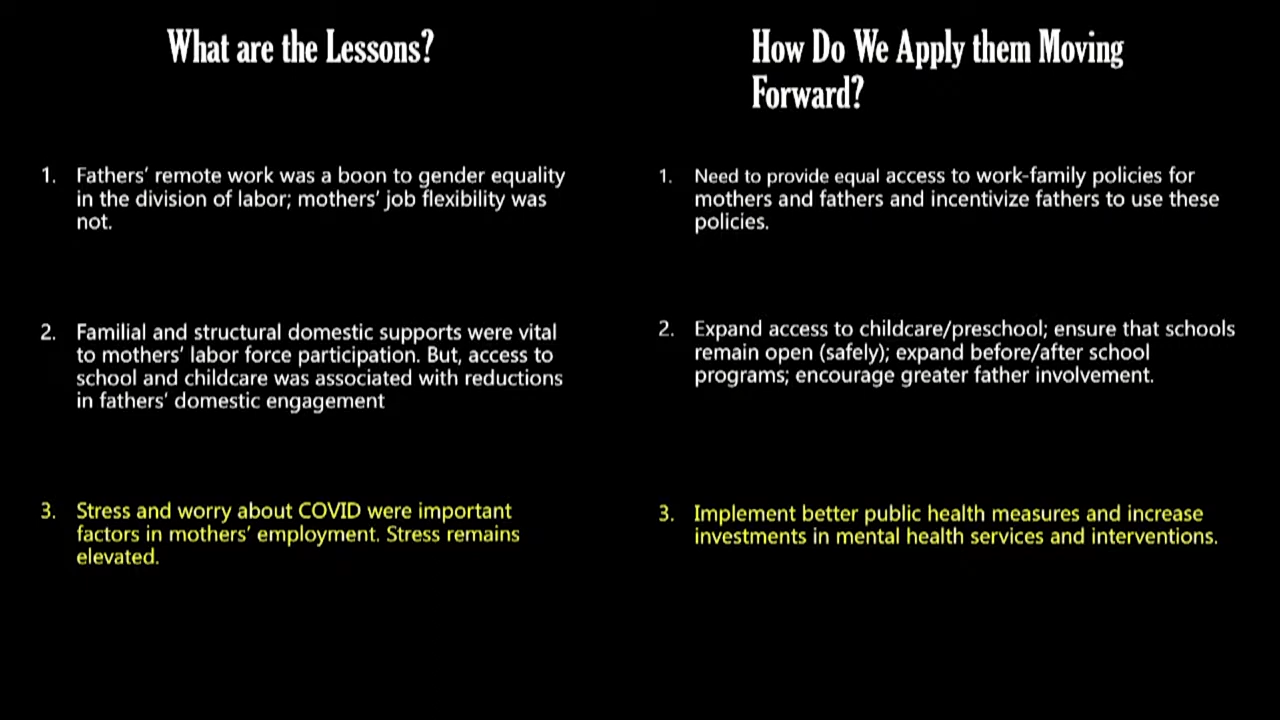 What are the Lessons?
1. Fathers’ remote work was a boon to gender equality
in the division of labor; mothers’ job flexibility was
not.
2. Familial and structural domestic supports were vital
to mothers’ labor force participation. But, access to
school and childcare was associated with reductions
in fathers’ domestic engagement
3. Stress and worry about COVID were important
factors in mothers’ employment. Stress remains
elevated.
How Do We Apply them Moving
Forward?
1. Need to provide equal access to work-family policies for
mothers and fathers and incentivize fathers to use these
policies.
2. Expand access to childcare/preschool; ensure that schools
remain open (safely); expand before/after school
programs; encourage greater father involvement.
3. Implement better public health measures and increase
investments in mental health services and interventions.